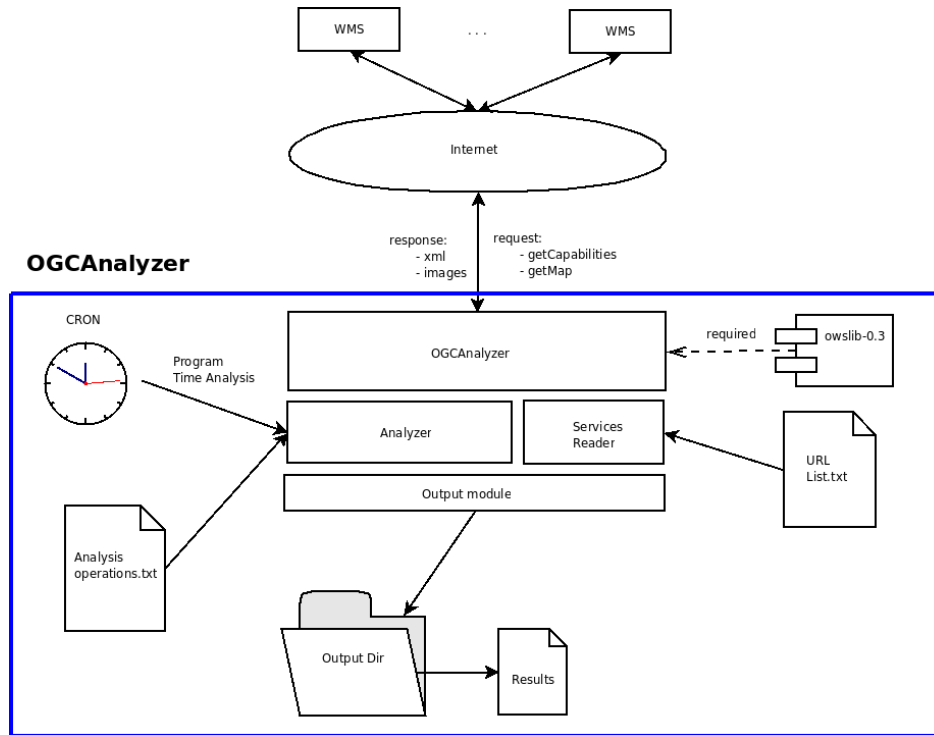 WMS
. . .
WMS
Internet
response:
- xml
- images
request:
- getCapabilities
- getMap
OGCAnalyzer
CRON
Program
Time Analysis
OGCAnalyzer
required
owslib-0.3
Analyzer
Services
Reader
URL
List.txt
Output module
Analysis
operations.txt
Output Dir
Results